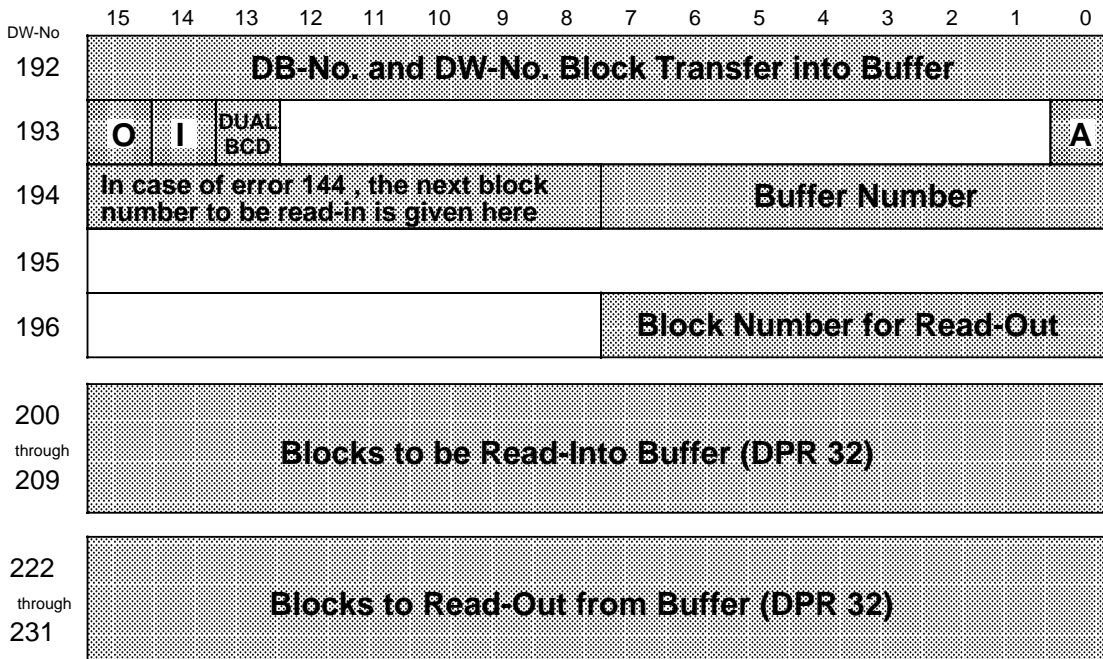 15 14 13 12 11 10 9 8 7 6 5 4 3 2 1 0
DW-No
192 DB-No. and DW-No. Block Transfer into Buffer
193 O I DUAL BCD A
194 In case of error 144 , the next block number to be read-in is given here Buffer Number
195
196 Block Number for Read-Out
200
through Blocks to be Read-Into Buffer (DPR 32)
209
222
through Blocks to Read-Out from Buffer (DPR 32)
231